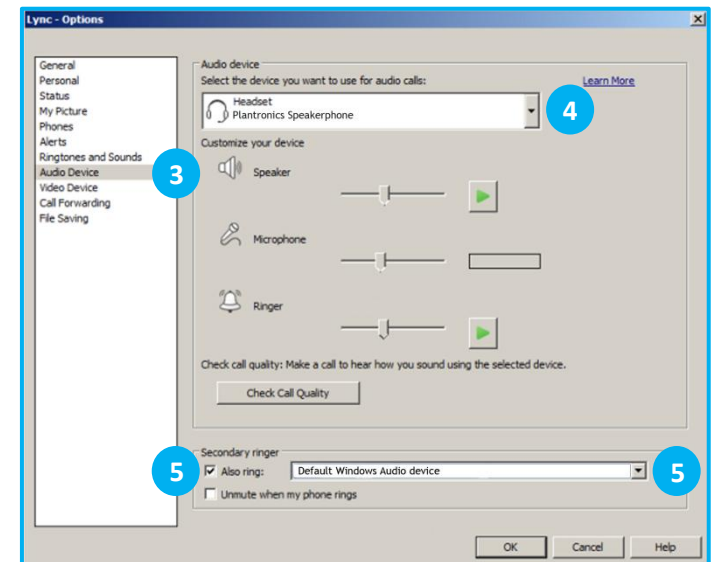 Lync - Options
General
Personal
Status
My Picture
Phones
Alerts
Ringtones and Sounds
Audio Device
Video Device
Call Forwarding
File Saving
3
Audio device
Select the device you want to use for audio calls:
Learn More
Headset
Plantronics Speakerphone
4
Customize your device
Speaker
Microphone
Ringer
Check call quality: Make a call to hear how you sound using the selected device.
Check Call Quality
Secondary ringer
5
Also ring:
Default Windows Audio device
5
Unmute when my phone rings
OK
Cancel
Help